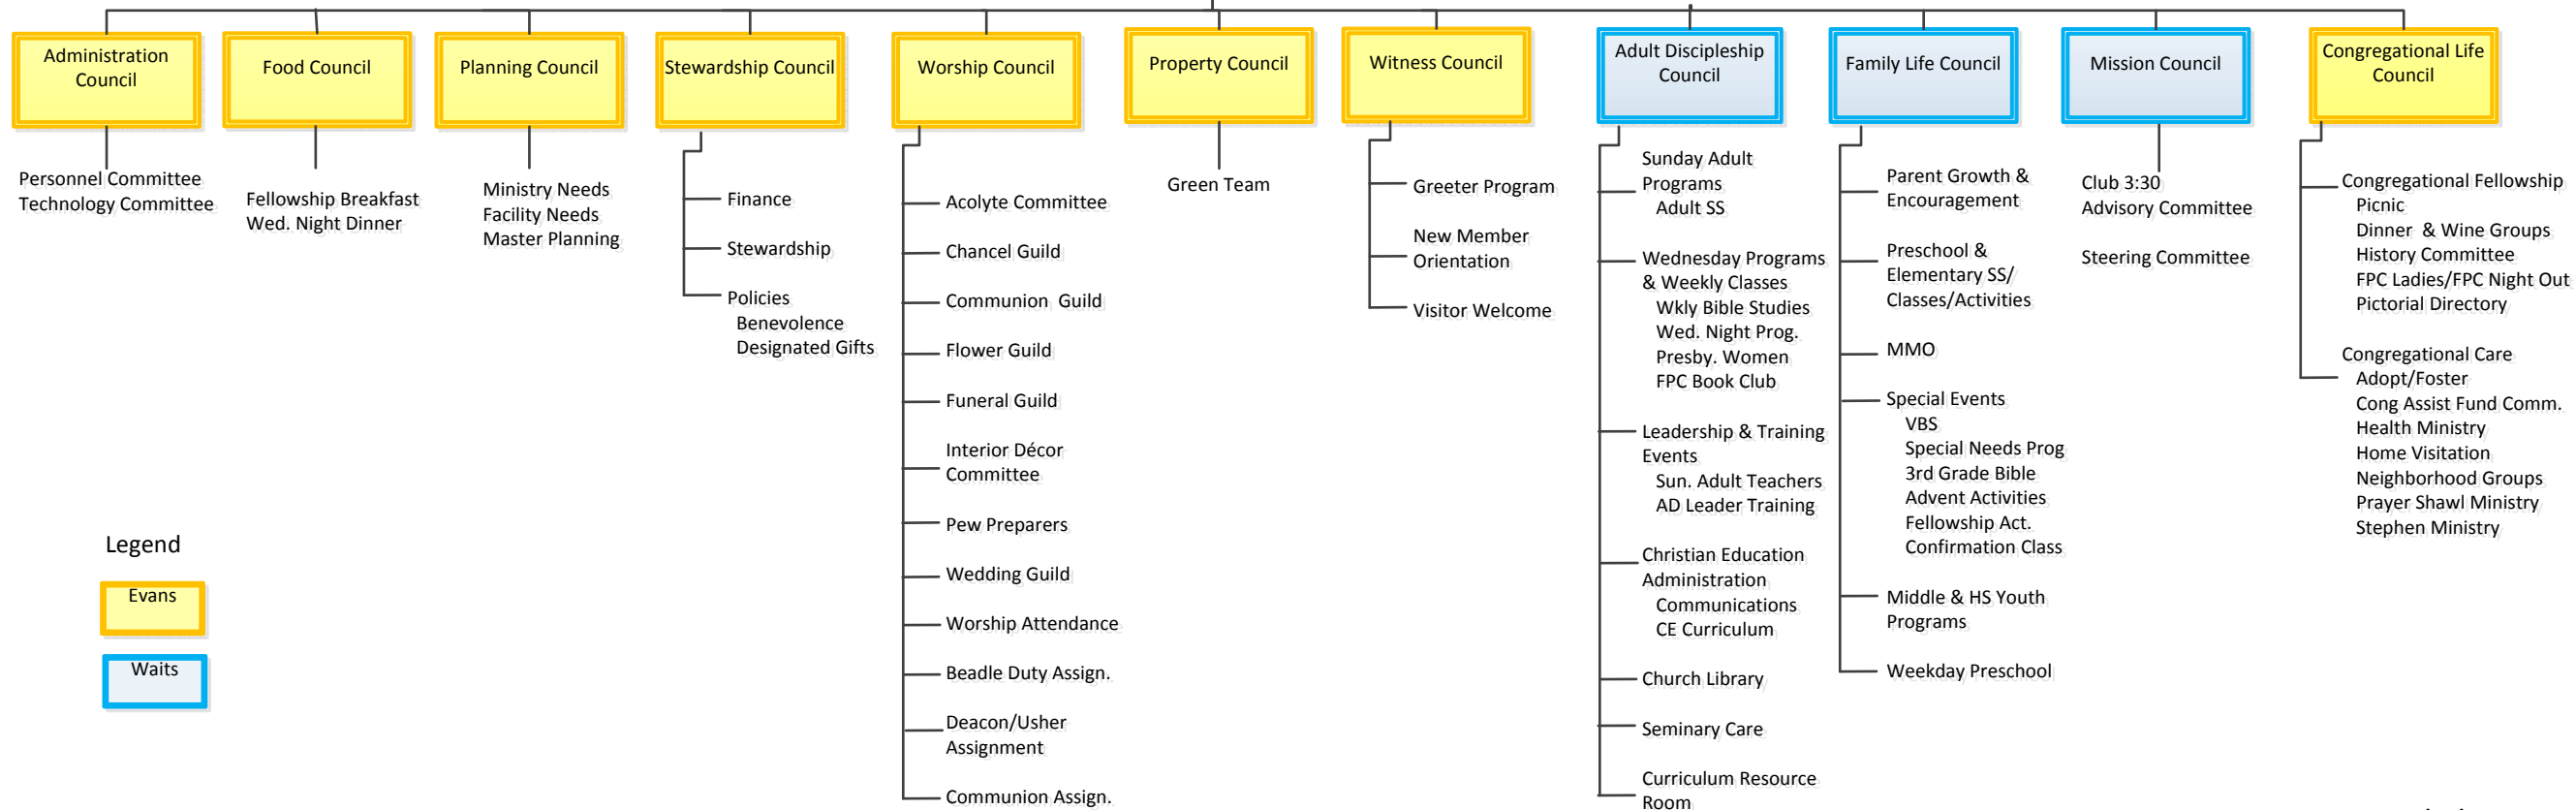 Administration
Council
Food Council
Planning Council
Stewardship Council
Worship Council
Property Council
Witness Council
Adult Discipleship
Council
Family Life Council
Mission Council
Congregational Life
Council
Personnel Committee
Technology Committee
Fellowship Breakfast
Wed. Night Dinner
Ministry Needs
Facility Needs
Master Planning
Finance
Stewardship
Policies
Benevolence
Designated Gifts
Acolyte Committee
Chancel Guild
Communion  Guild
Flower Guild
Funeral Guild
Interior Décor
Committee
Pew Preparers
Wedding Guild
Worship Attendance
Beadle Duty Assign.
Deacon/Usher
Assignment
Communion Assign.
Green Team
Greeter Program
New Member
Orientation
Visitor Welcome
Sunday Adult
Programs
Adult SS
Wednesday Programs
& Weekly Classes
Wkly Bible Studies
Wed. Night Prog.
Presby. Women
FPC Book Club
Leadership & Training
Events
Sun. Adult Teachers
AD Leader Training
Christian Education
Administration
Communications
CE Curriculum
Church Library
Seminary Care
Curriculum Resource
Room
Parent Growth &
Encouragement
Preschool &
Elementary SS/
Classes/Activities
MMO
Special Events
VBS
Special Needs Prog
3rd Grade Bible
Advent Activities
Fellowship Act.
Confirmation Class
Middle & HS Youth
Programs
Weekday Preschool
Club 3:30
Advisory Committee
Steering Committee
Congregational Fellowship
Picnic
Dinner  & Wine Groups
History Committee
FPC Ladies/FPC Night Out
Pictorial Directory
Congregational Care
Adopt/Foster
Cong Assist Fund Comm.
Health Ministry
Home Visitation
Neighborhood Groups
Prayer Shawl Ministry
Stephen Ministry
Legend
Evans
Waits